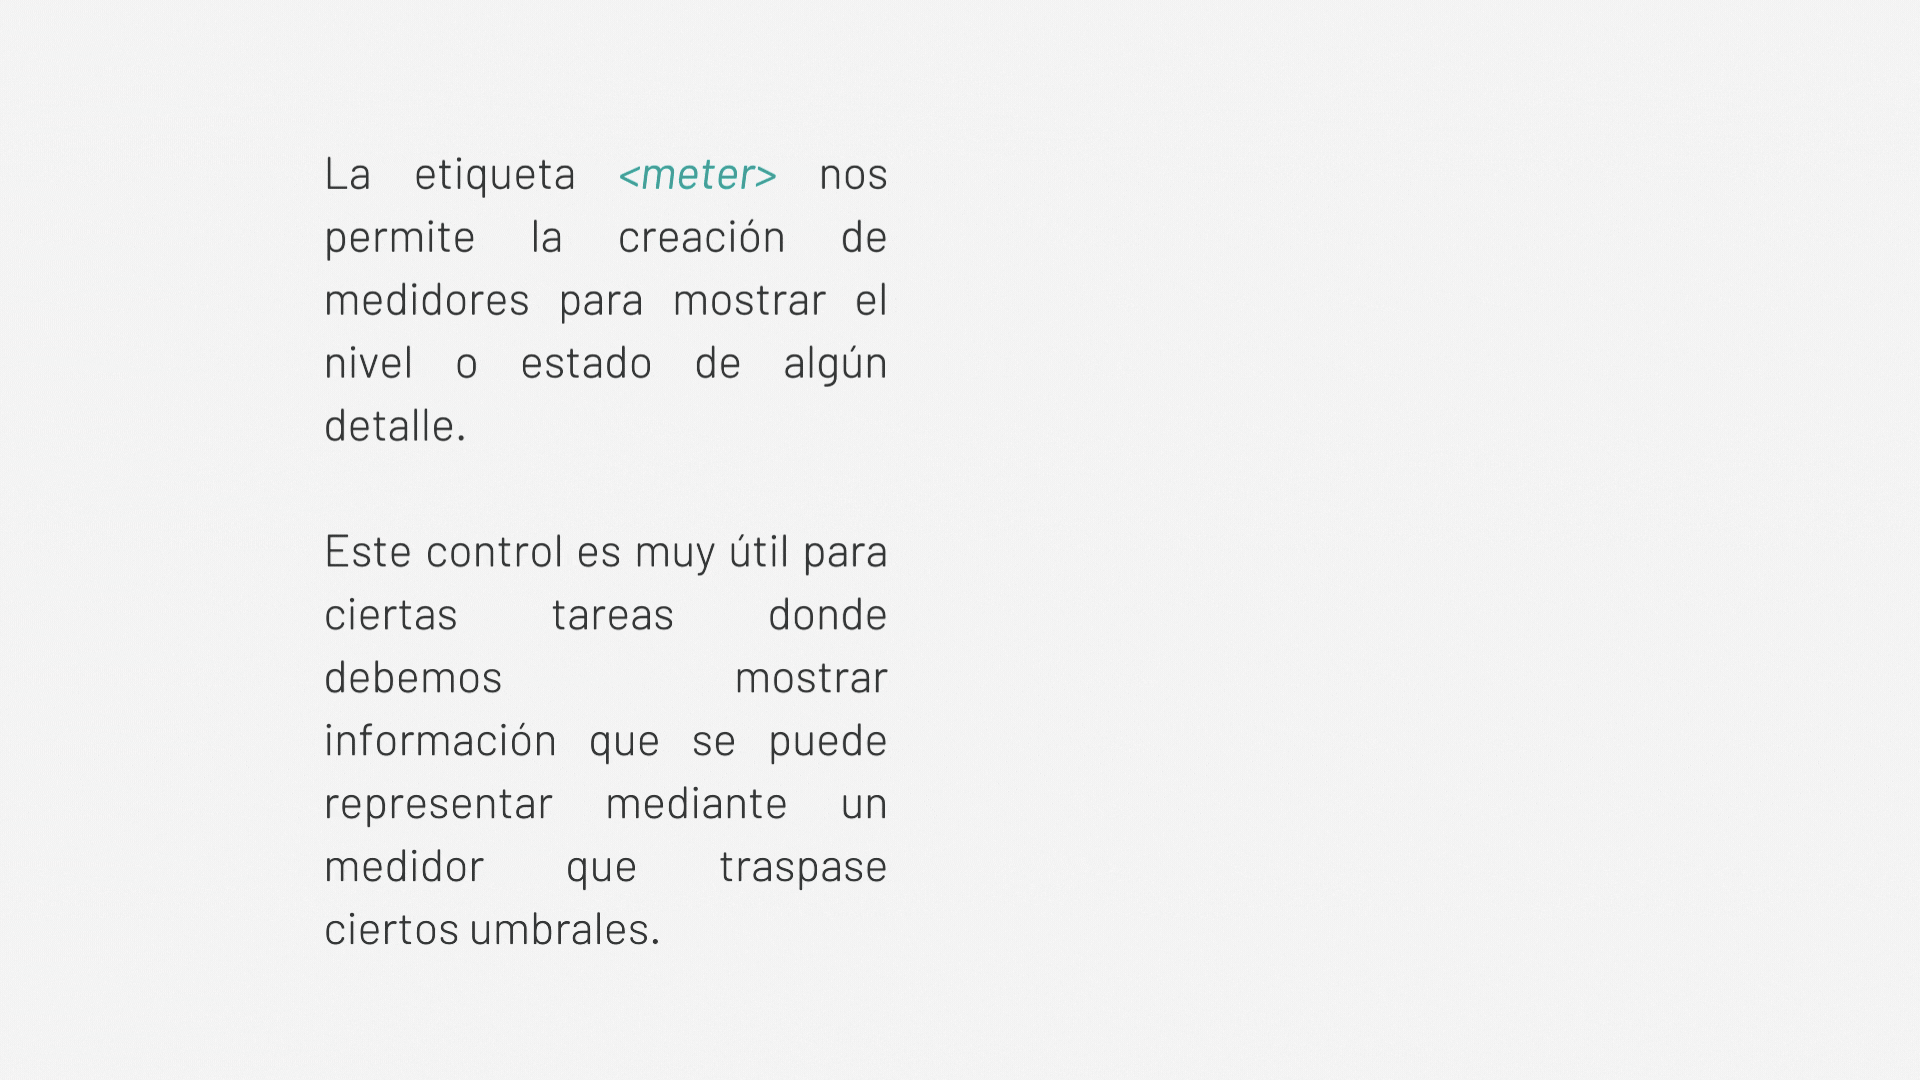 La etiqueta <meter> nos
permite la creación de
medidores para mostrar el
nivel o estado de algún
detalle.
Este control es muy útil para
ciertas tareas donde
debemos mostrar
información que se puede
representar mediante un
medidor que traspase
ciertos umbrales.